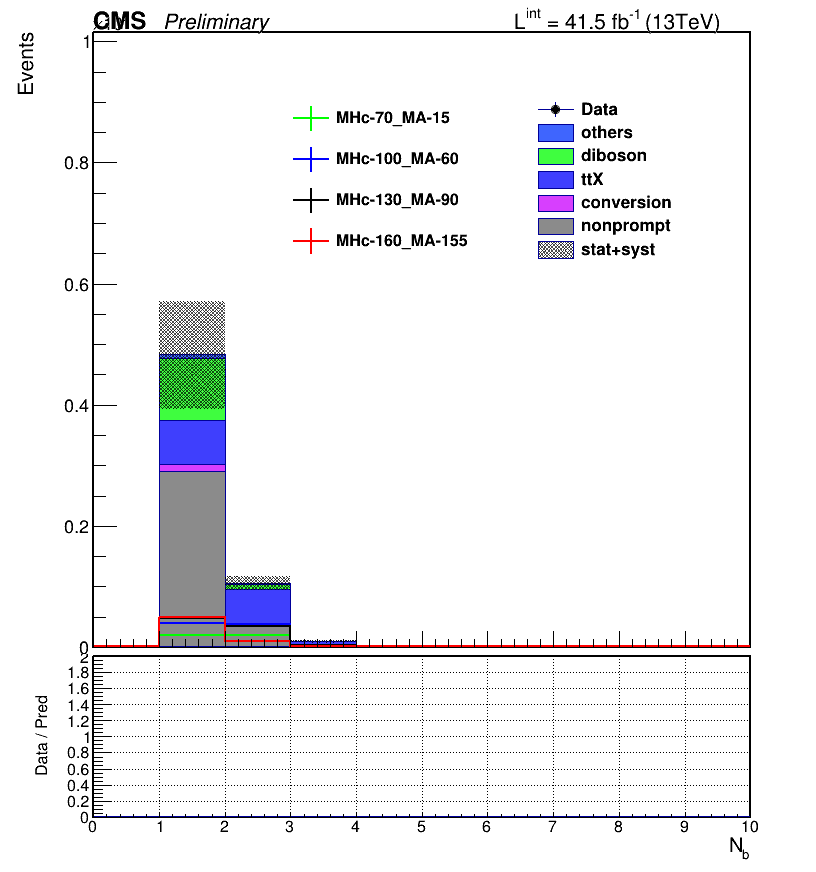 CMS Preliminary L^int = 41.5 fb^-1 (13TeV)
Events
1
0.8
0.6
0.4
0.2
0
MHc-70_MA-15
MHc-100_MA-60
MHc-130_MA-90
MHc-160_MA-155
Data
others
diboson
ttX
conversion
nonprompt
stat+syst
Data / Pred
2
1.8
1.6
1.4
1.2
1
0.8
0.6
0.4
0.2
0
0 1 2 3 4 5 6 7 8 9 10
N_b